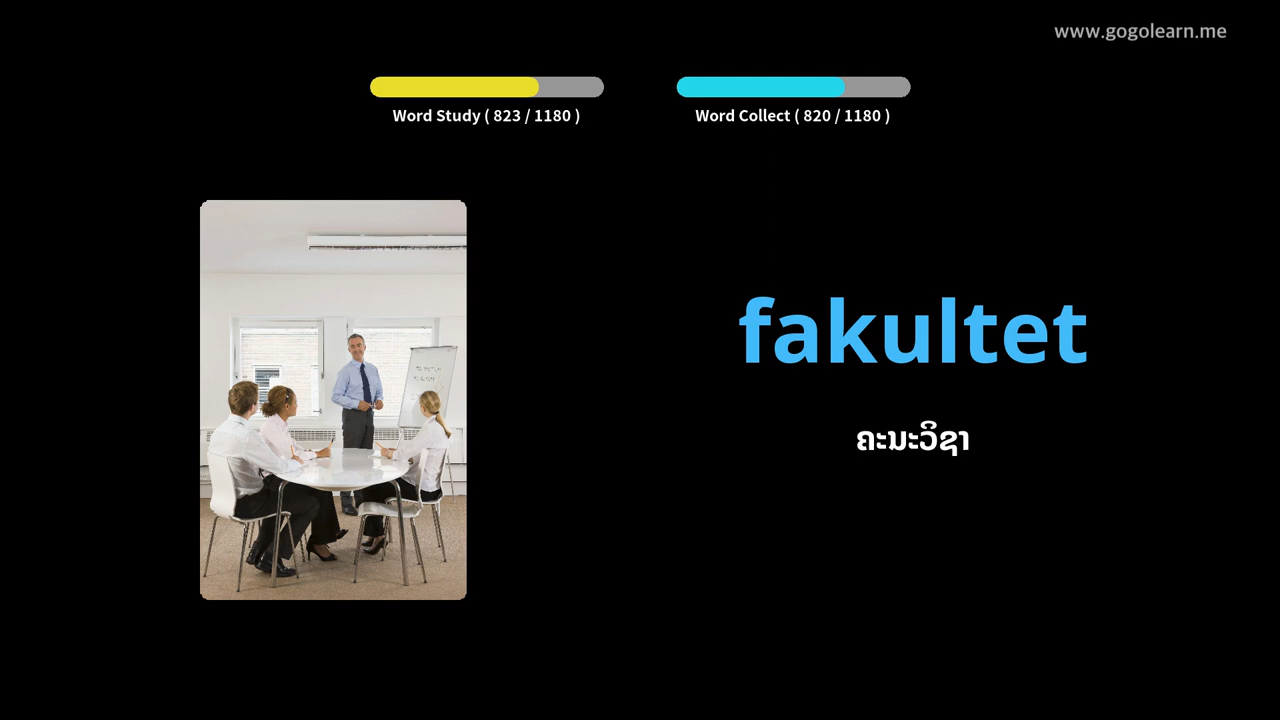 www.gogolearn.me
Word Study ( 823 / 1180 )
Word Collect ( 820 / 1180 )
fakultet
ຄະນະວິຊາ